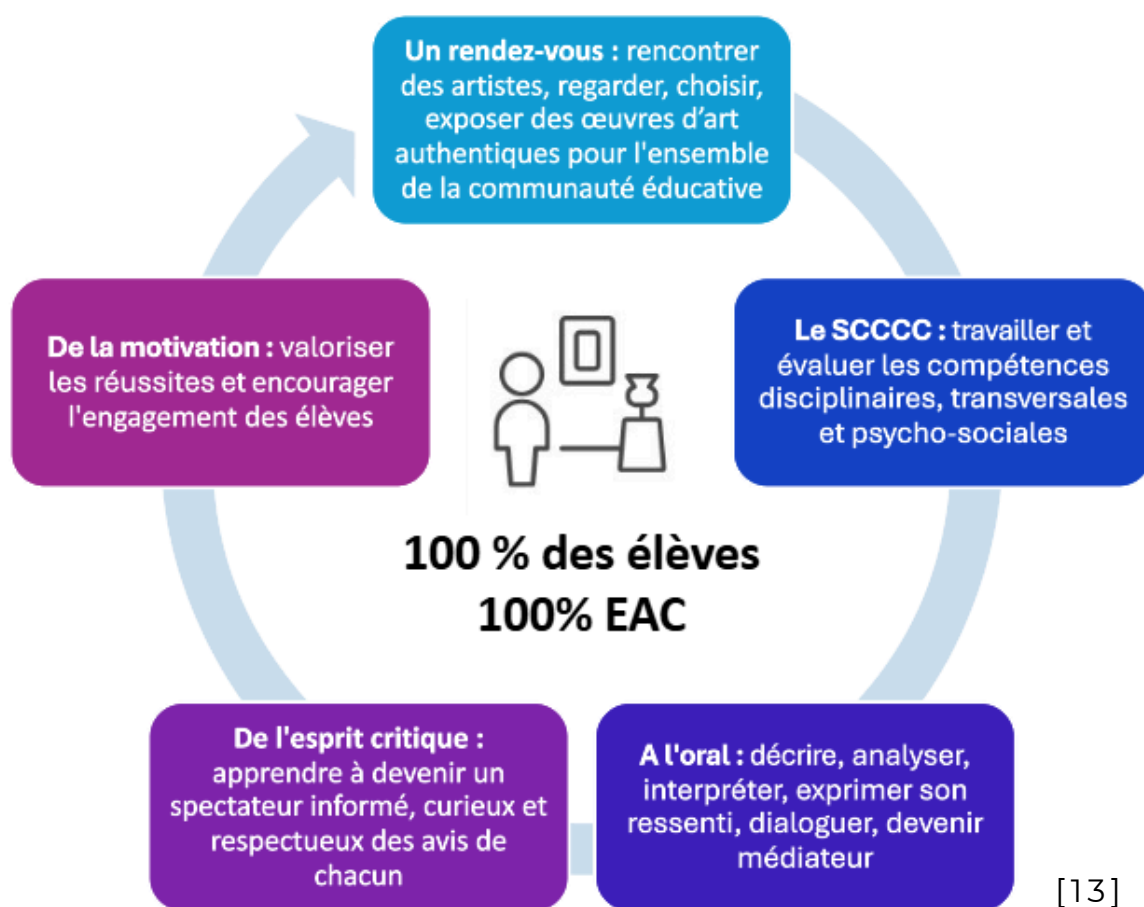 Un rendez-vous : rencontrer
des artistes, regarder, choisir,
exposer des œuvres d’art
authentiques pour l'ensemble
de la communauté éducative
Le SCCCC : travailler et
évaluer les compétences
disciplinaires, transversales
et psycho-sociales
A l'oral : décrire, analyser,
interpréter, exprimer son
ressenti, dialoguer, devenir
médiateur
De l'esprit critique :
apprendre à devenir un
spectateur informé, curieux et
respectueux des avis de
chacun
De la motivation : valoriser
les réussites et encourager
l'engagement des élèves
100 % des élèves
100% EAC
[13]